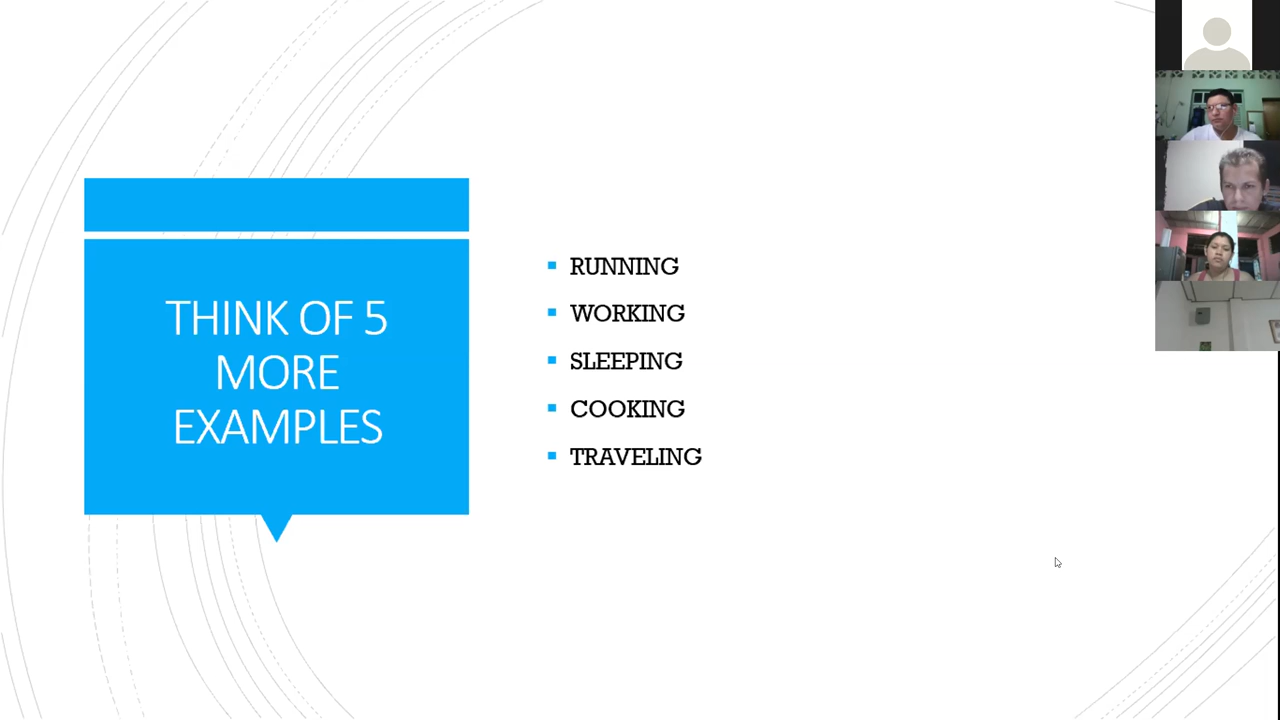 THINK OF 5
MORE
EXAMPLES
RUNNING
WORKING
SLEEPING
COOKING
TRAVELING